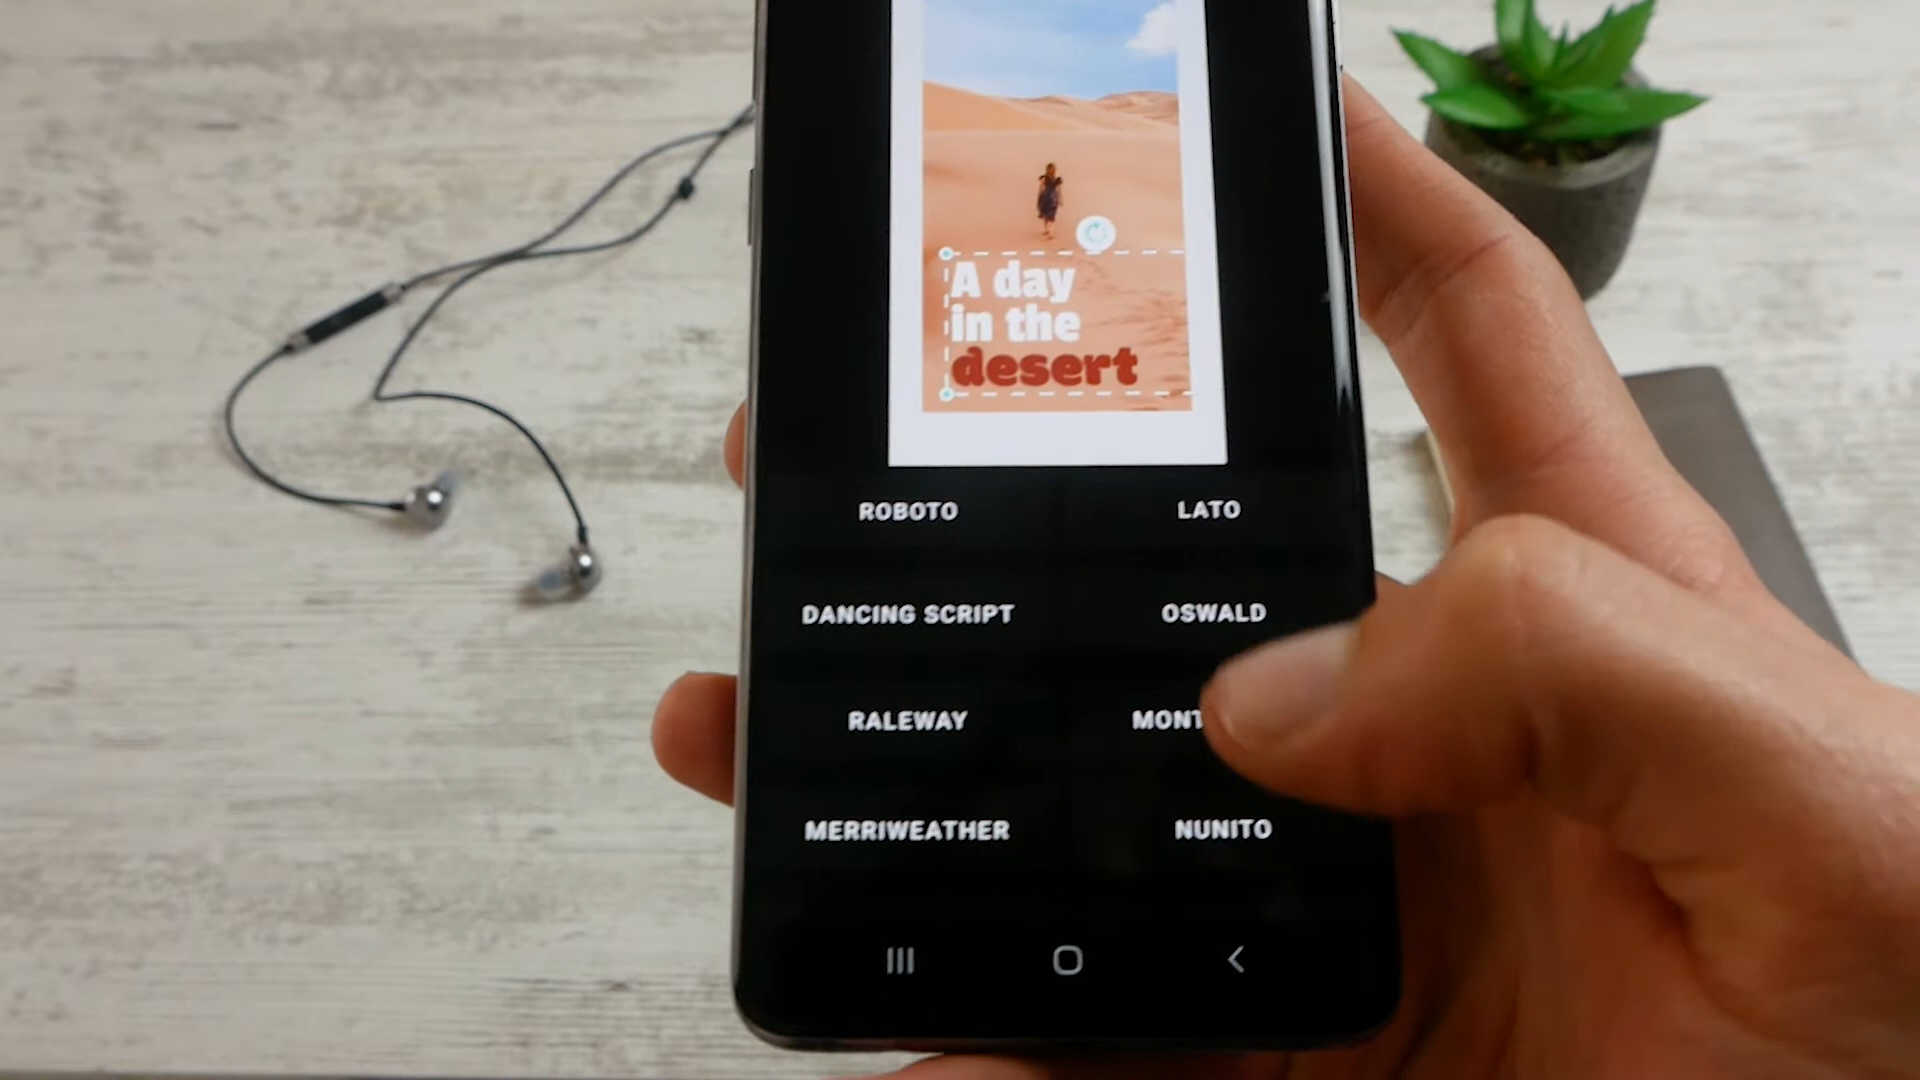 A day
in the
desert
ROBOTO
LATO
DANCING SCRIPT
OSWALD
RALEWAY
MERRIWEATHER
NUNITO